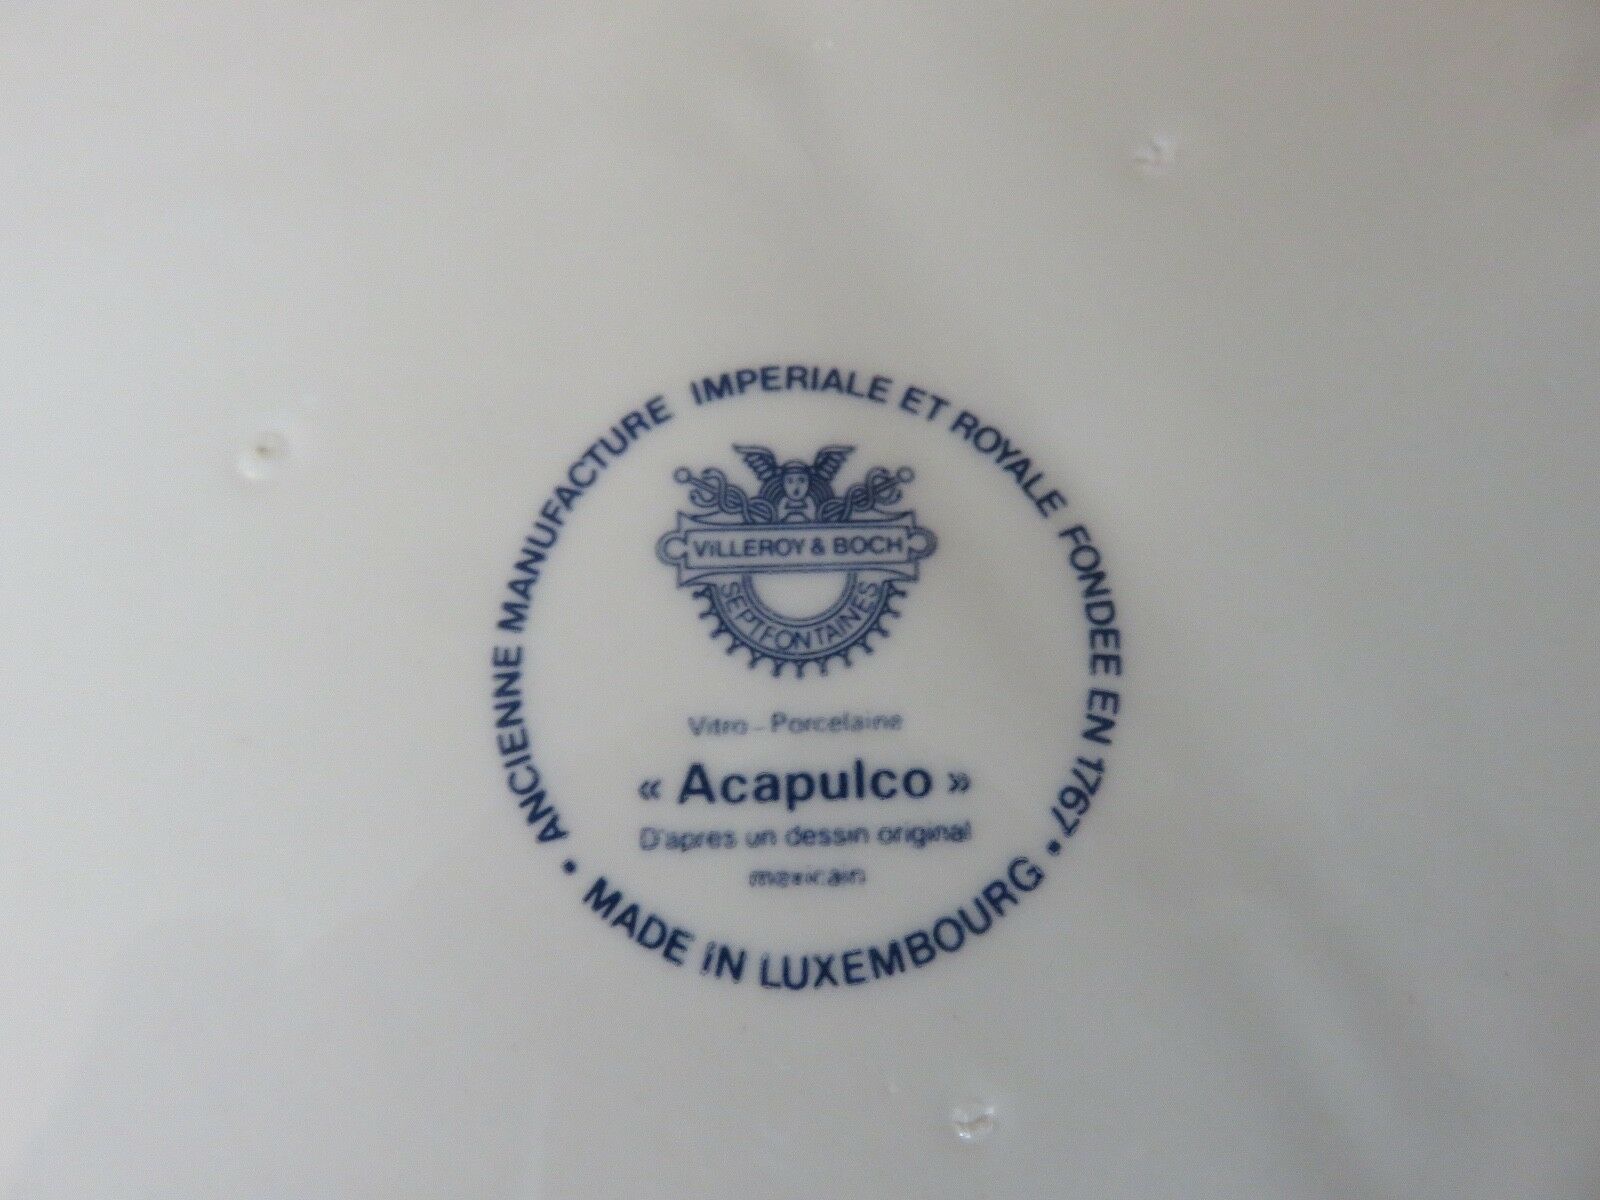 ANCIENNE MANUFACTURE IMPERIALE ET ROYALE FONDEE EN 1767 •
VILLEROY & BOCH
SEPTFONTAINES
Vitro - Porcelaine
« Acapulco »
D'apres un dessin original
mexicain
• MADE IN LUXEMBOURG